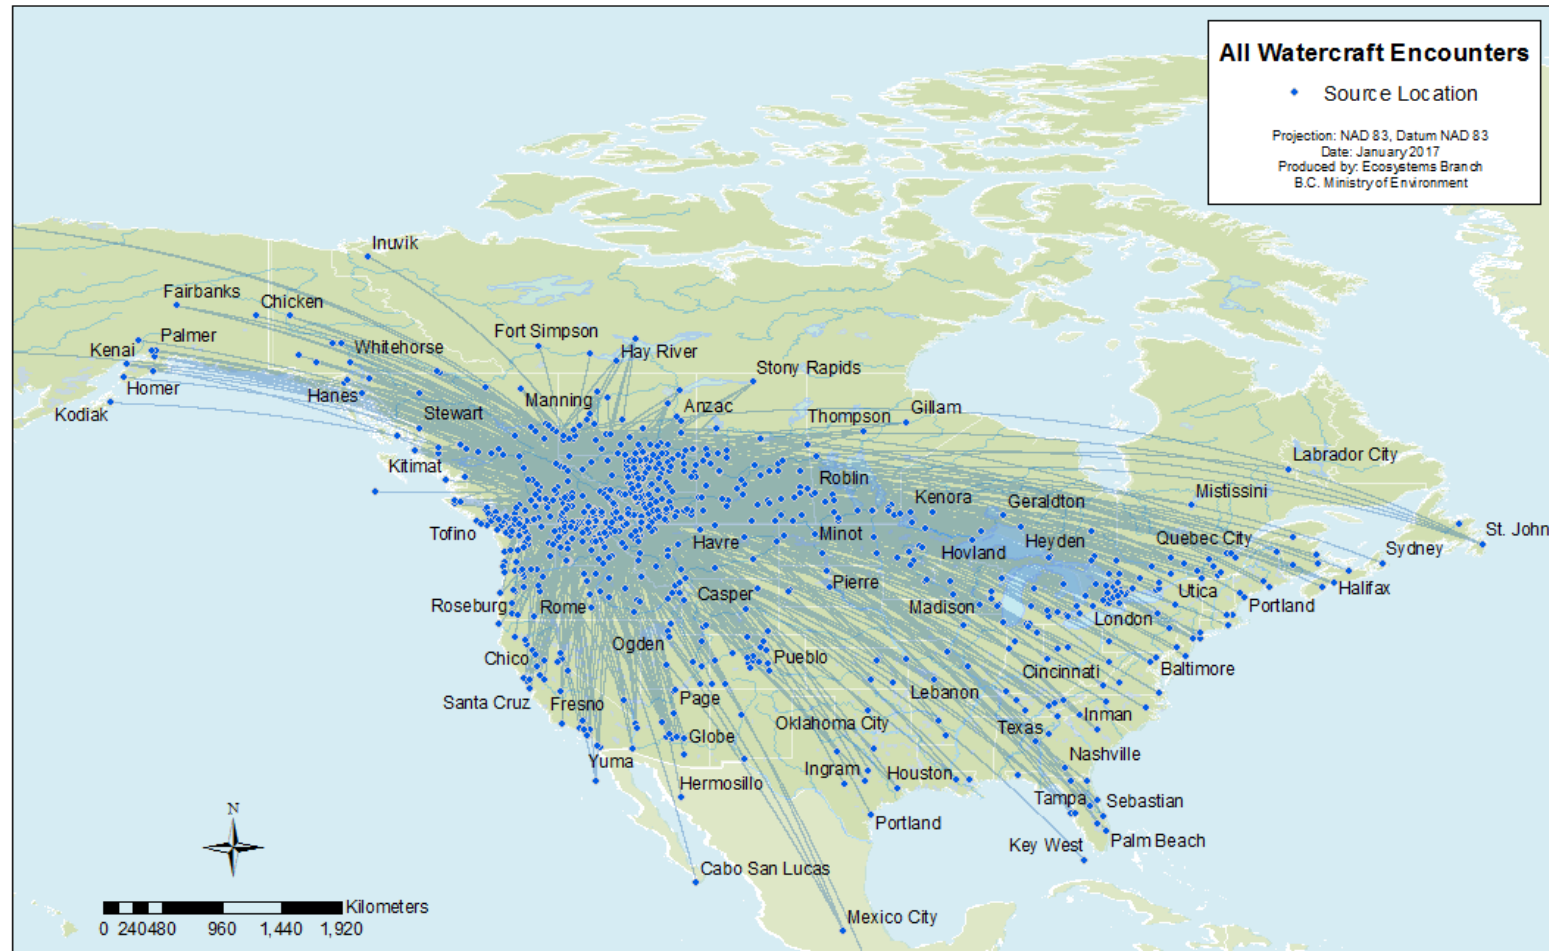 All Watercraft Encounters
Source Location
Projection: NAD 83, Datum NAD 83
Date: January 2017
Produced by: Ecosystems Branch
B.C. Ministry of Environment
Inuvik
Fairbanks
Chicken
Palmer
Whitehorse
Fort Simpson
Hay River
Kenai
Stony Rapids
Homer
Hanes
Manning
Anzac
Kodiak
Stewart
Thompson
Gillam
Kitimat
Labrador City
Roblin
Mistissini
Kenora
Geraldton
Tofino
Havre
Minot
Hovland
Heyden
Quebec City
Sydney
St. John
Pierre
Casper
Utica
Halifax
Roseburg
Rome
Madison
London
Portland
Ogden
Chico
Pueblo
Cincinnati
Baltimore
Santa Cruz
Fresno
Page
Lebanon
Oklahoma City
Texas
Inman
Globe
Nashville
Yuma
Ingram
Houston
Hermosillo
Tampa
Sebastian
Portland
Key West
Palm Beach
Cabo San Lucas
Mexico City
N
Kilometers
0 240 480 960 1,440 1,920